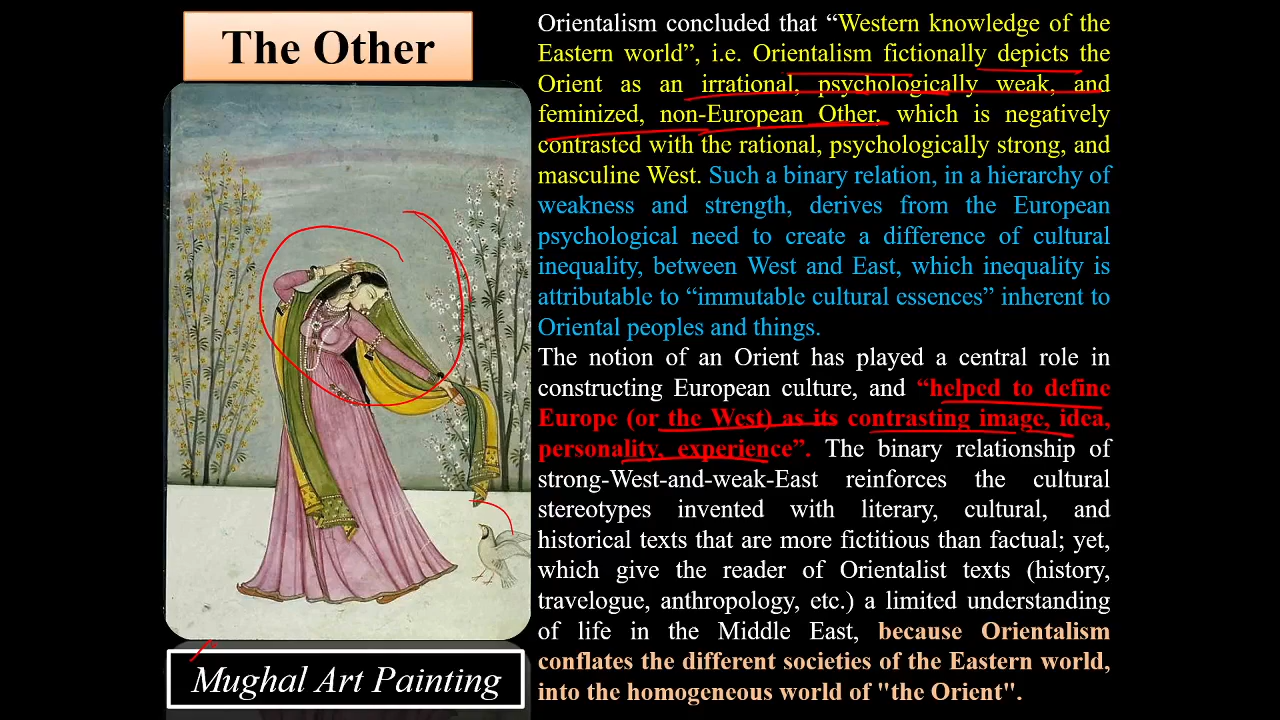 The Other
Orientalism concluded that “Western knowledge of the
Eastern world”, i.e. Orientalism fictionally depicts the
Orient as an irrational, psychologically weak, and
feminized, non-European Other, which is negatively
contrasted with the rational, psychologically strong, and
masculine West. Such a binary relation, in a hierarchy of
weakness and strength, derives from the European
psychological need to create a difference of cultural
inequality, between West and East, which inequality is
attributable to “immutable cultural essences” inherent to
Oriental peoples and things.
The notion of an Orient has played a central role in
constructing European culture, and “helped to define
Europe (or the West) as its contrasting image, idea,
personality, experience”. The binary relationship of
strong-West-and-weak-East reinforces the cultural
stereotypes invented with literary, cultural, and
historical texts that are more fictitious than factual; yet,
which give the reader of Orientalist texts (history,
travelogue, anthropology, etc.) a limited understanding
of life in the Middle East, because Orientalism
conflates the different societies of the Eastern world,
into the homogeneous world of "the Orient".
Mughal Art Painting